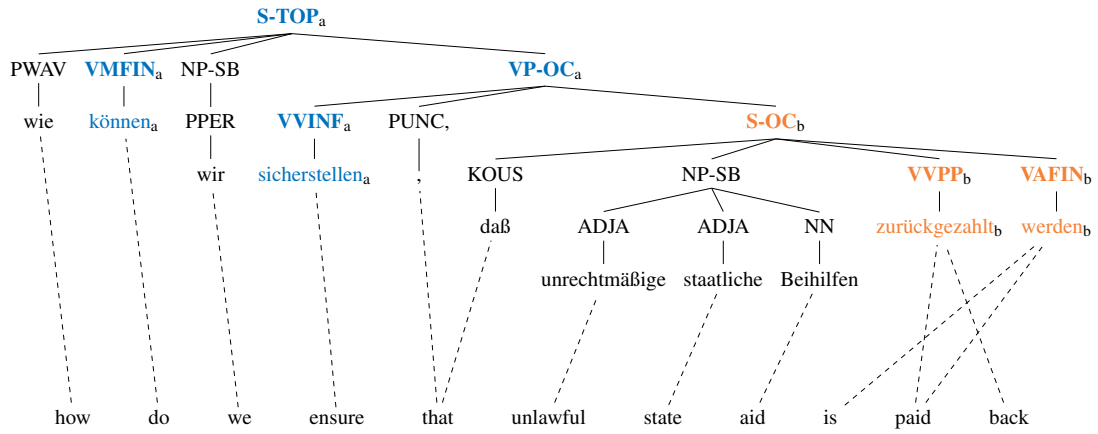 S-TOPa
PWAV VMFINa NP-SB VP-OCa
wie könnena PPER VVINFa PUNC, S-OCb
wir sicherstellena , KOUS NP-SB VVPPb VAFINb
daß ADJA ADJA NN zurückgezahltb werdenb
unrechtmäßige staatliche Beihilfen
how do we ensure that unlawful state aid is paid back